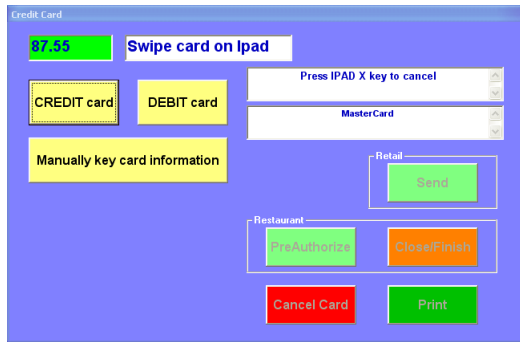 Credit Card
87.55
Swipe card on Ipad
Press IPAD X key to cancel
CREDIT card
DEBIT card
MasterCard
Manually key card information
Retail
Send
Restaurant
PreAuthorize
Close/Finish
Cancel Card
Print